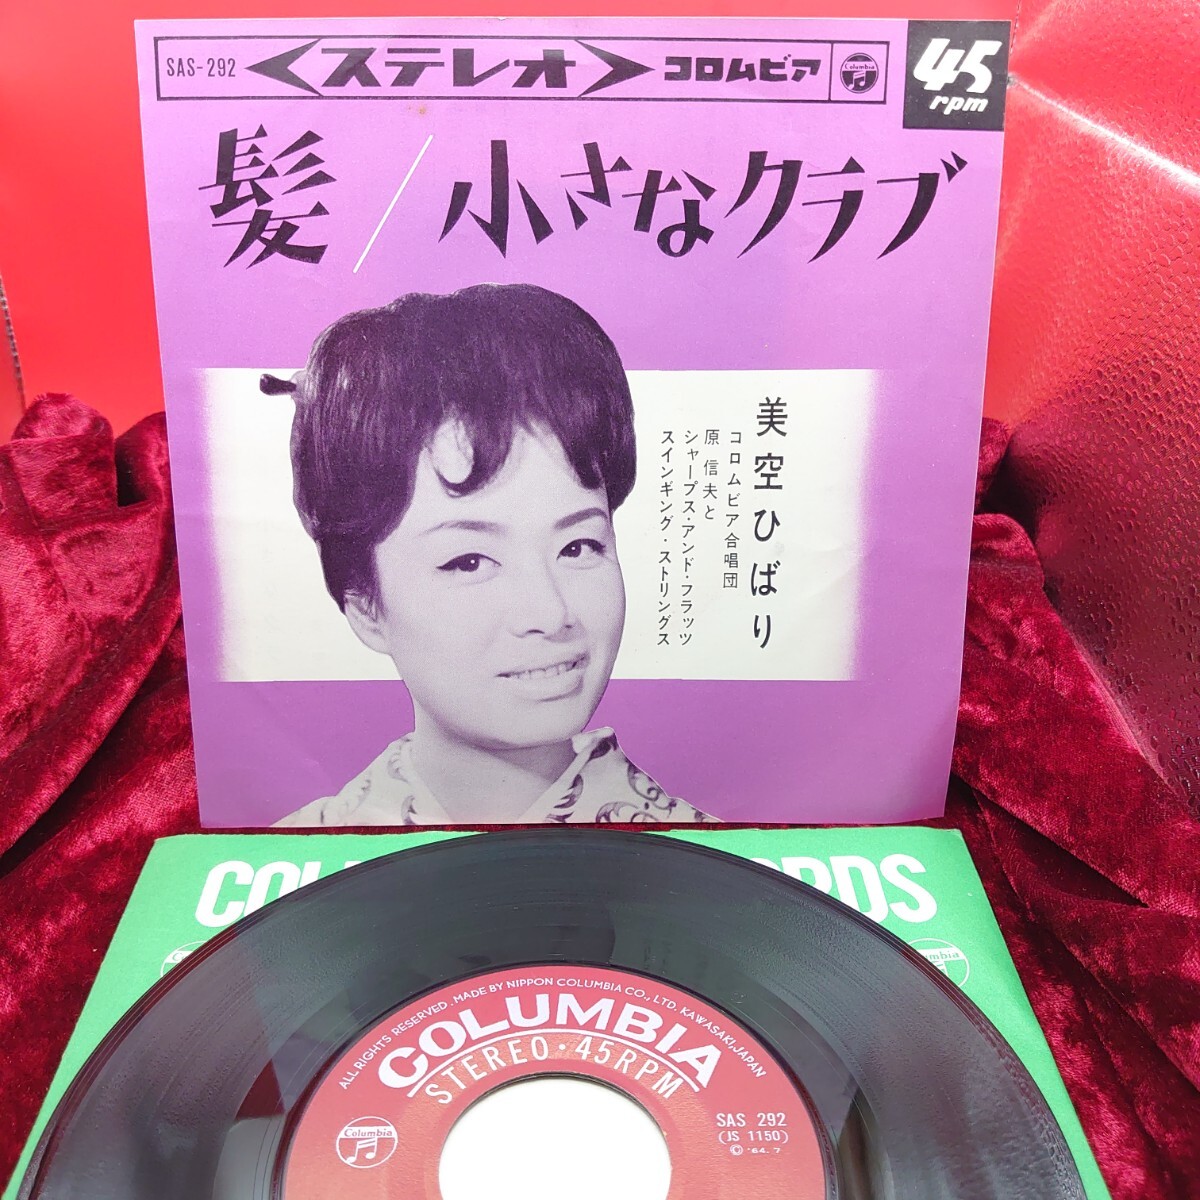 SAS-292 <ステレオ> コロムビア Columbia
45
rpm
髪/小さなクラブ
美空ひばり
コロムビア合唱団
原信夫と
シャープス・アンド・フラッツ
スインギング・ストリングス
COL RDS
Columbia
ALL RIGHTS RESERVED. MADE BY NIPPON COLUMBIA CO., LTD. KAWASAKI, JAPAN
COLUMBIA
STEREO・45RPM
Columbia
SAS 292
(JS 1150)
© '64. 7